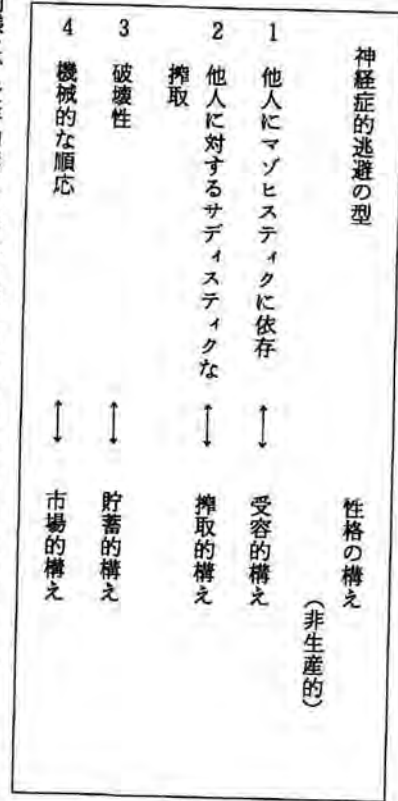 神経症的逃避の型
性格の構え
(非生産的)
1 他人にマゾヒスティクに依存 ←→ 受容的構え
2 他人に対するサディスティクな ←→ 搾取的構え
搾取
3 破壊性 ←→ 貯蓄的構え
4 機械的な順応 ←→ 市場的構え